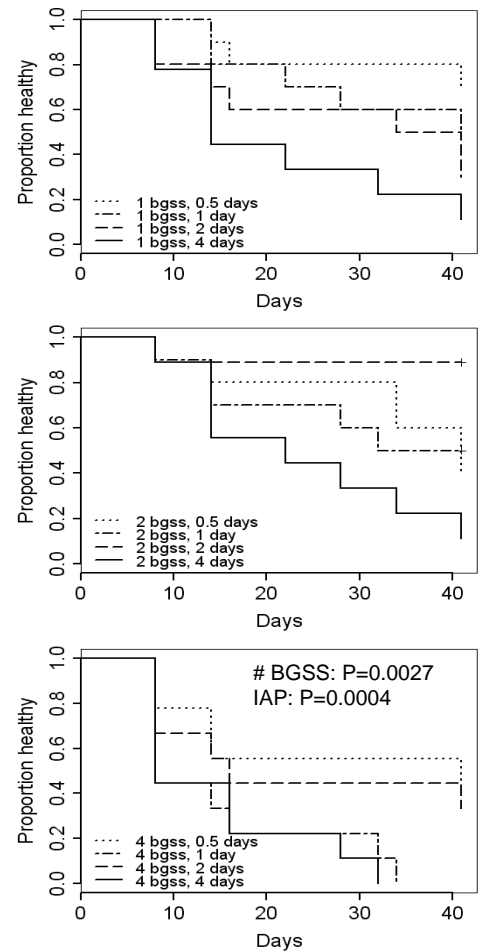 Proportion healthy
1.0
0.8
0.6
0.4
0.2
0.0
1 bgss, 0.5 days
1 bgss, 1 day
1 bgss, 2 days
1 bgss, 4 days
0 10 20 30 40
Days
Proportion healthy
1.0
0.8
0.6
0.4
0.2
0.0
2 bgss, 0.5 days
2 bgss, 1 day
2 bgss, 2 days
2 bgss, 4 days
0 10 20 30 40
Days
Proportion healthy
1.0
0.8
0.6
0.4
0.2
0.0
# BGSS: P=0.0027
IAP: P=0.0004
4 bgss, 0.5 days
4 bgss, 1 day
4 bgss, 2 days
4 bgss, 4 days
0 10 20 30 40
Days